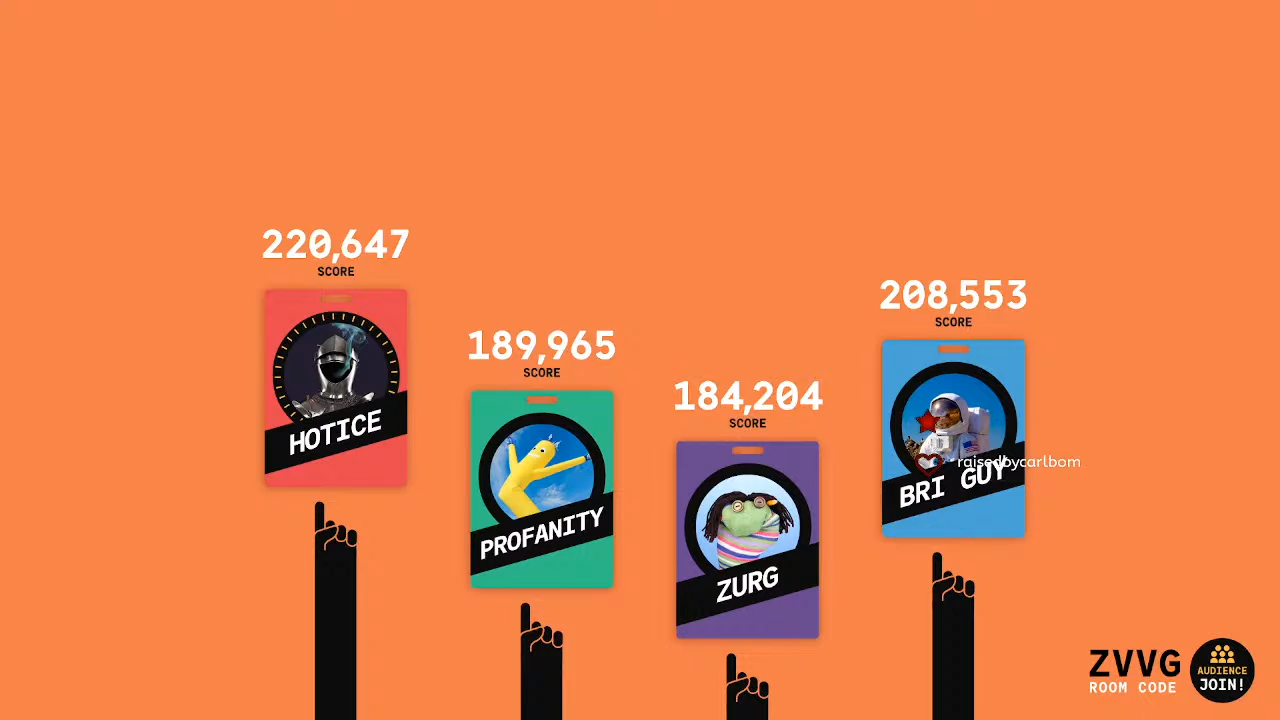 220,647
SCORE
HOTICE
189,965
SCORE
PROFANITY
184,204
SCORE
ZURG
208,553
SCORE
BRI GUY
raisedbycarlbom
ZVVG
ROOM CODE
AUDIENCE
JOIN!